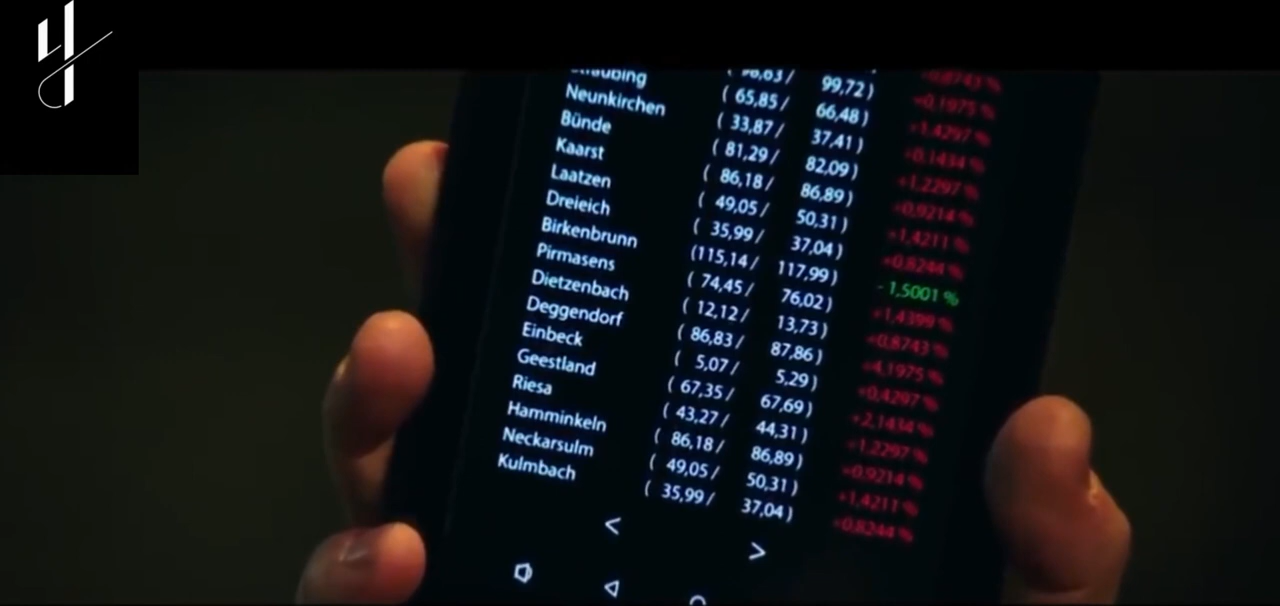 +0,8743 %
99,72) +0,1975 %
Straubing ( 65,85 / 66,48 ) +1,4297 %
Neunkirchen ( 33,87 / 37,41 ) +0,1434 %
Bünde ( 81,29 / 82,09 ) +1,2297 %
Kaarst ( 86,18 / 86,89 ) +0,9214 %
Laatzen ( 49,05 / 50,31 ) +1,4211 %
Dreieich ( 35,99 / 37,04 ) +0,8244 %
Birkenbrunn (115,14 / 117,99 ) - 1,5001 %
Pirmasens ( 74,45 / 76,02 ) +1,4399 %
Dietzenbach ( 12,12 / 13,73 ) +0,8743 %
Deggendorf ( 86,83 / 87,86 ) +4,1975 %
Einbeck ( 5,07 / 5,29 ) +0,4297 %
Geestland ( 67,35 / 67,69 ) +2,1434 %
Riesa ( 43,27 / 44,31 ) +1,2297 %
Hamminkeln ( 86,18 / 86,89 ) +0,9214 %
Neckarsulm ( 49,05 / 50,31 ) +1,4211 %
Kulmbach ( 35,99 / 37,04 ) +0,8244 %
< >